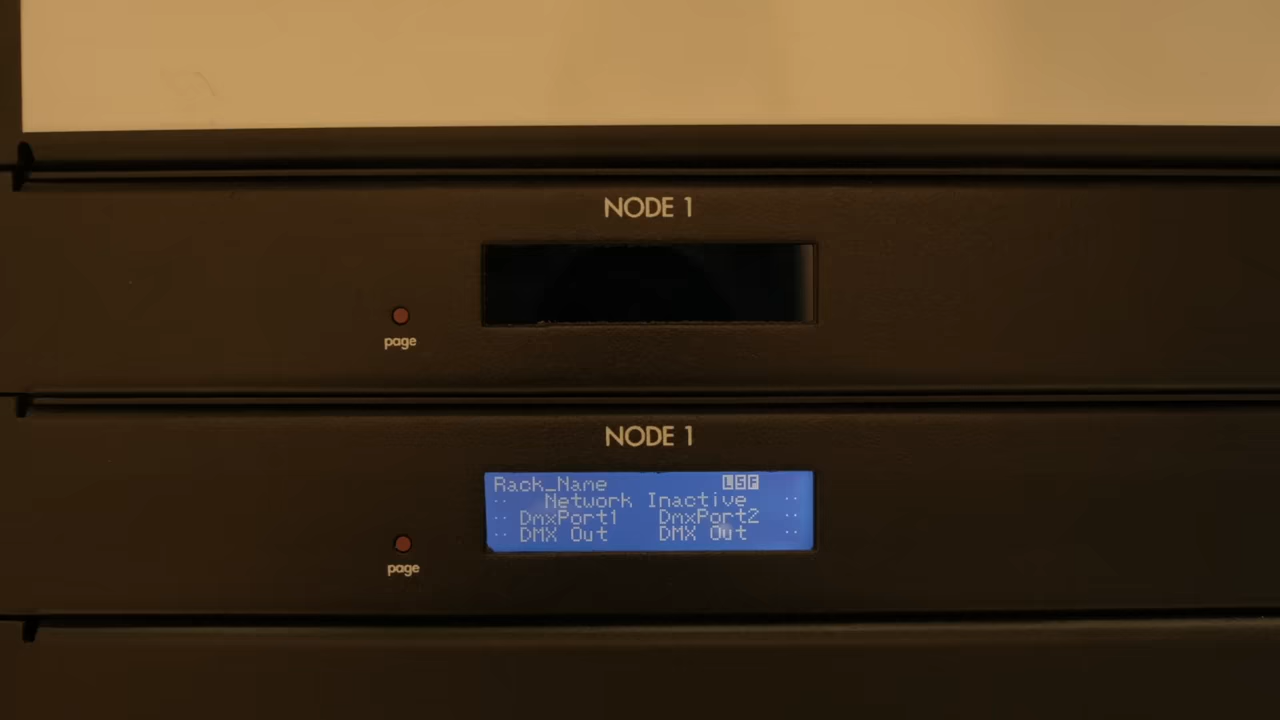 NODE 1
page
NODE 1
Rack_Name LSF
Network Inactive
DmxPort1 DmxPort2
DMX Out DMX Out
page